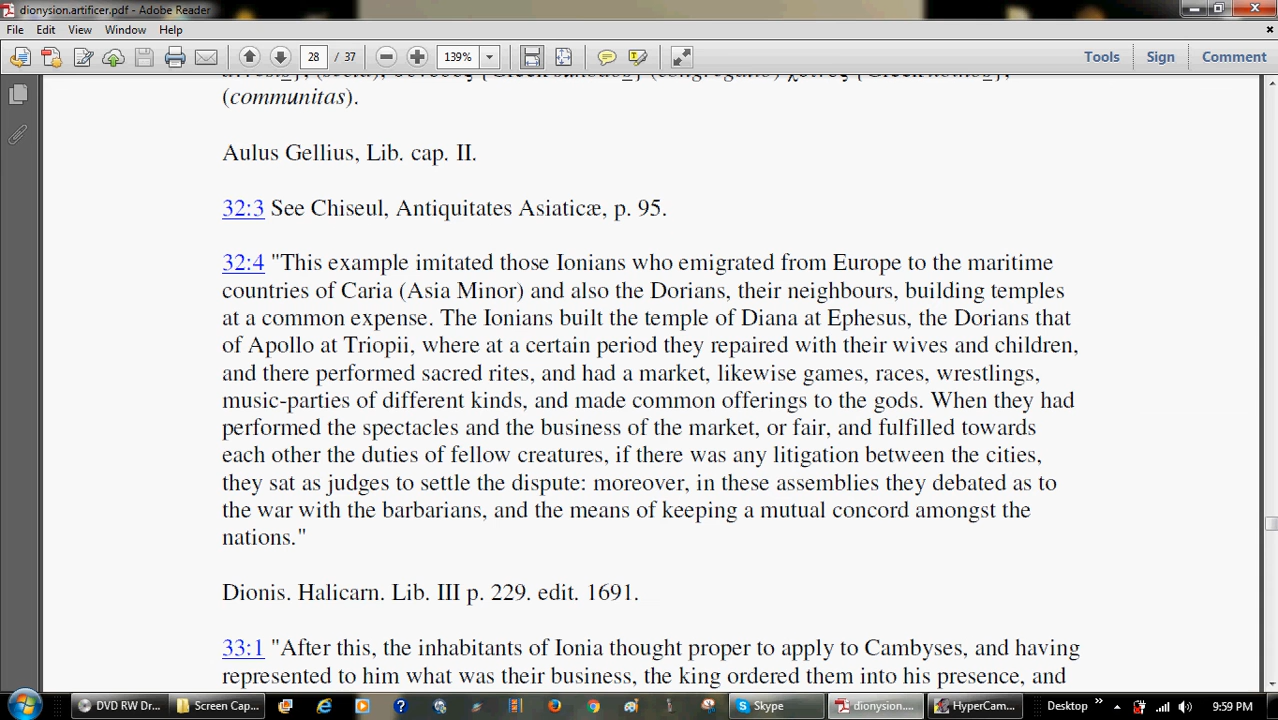 dionysion.artificer.pdf - Adobe Reader
File Edit View Window Help
28 / 37 139% Tools Sign Comment
(communitas).
Aulus Gellius, Lib. cap. II.
32:3 See Chiseul, Antiquitates Asiaticæ, p. 95.
32:4 "This example imitated those Ionians who emigrated from Europe to the maritime
countries of Caria (Asia Minor) and also the Dorians, their neighbours, building temples
at a common expense. The Ionians built the temple of Diana at Ephesus, the Dorians that
of Apollo at Triopii, where at a certain period they repaired with their wives and children,
and there performed sacred rites, and had a market, likewise games, races, wrestlings,
music-parties of different kinds, and made common offerings to the gods. When they had
performed the spectacles and the business of the market, or fair, and fulfilled towards
each other the duties of fellow creatures, if there was any litigation between the cities,
they sat as judges to settle the dispute: moreover, in these assemblies they debated as to
the war with the barbarians, and the means of keeping a mutual concord amongst the
nations."
Dionis. Halicarn. Lib. III p. 229. edit. 1691.
33:1 "After this, the inhabitants of Ionia thought proper to apply to Cambyses, and having
represented to him what was their business, the king ordered them into his presence, and
DVD RW Dr... Screen Cap... Skype dionysion.... HyperCam... Desktop » 9:59 PM